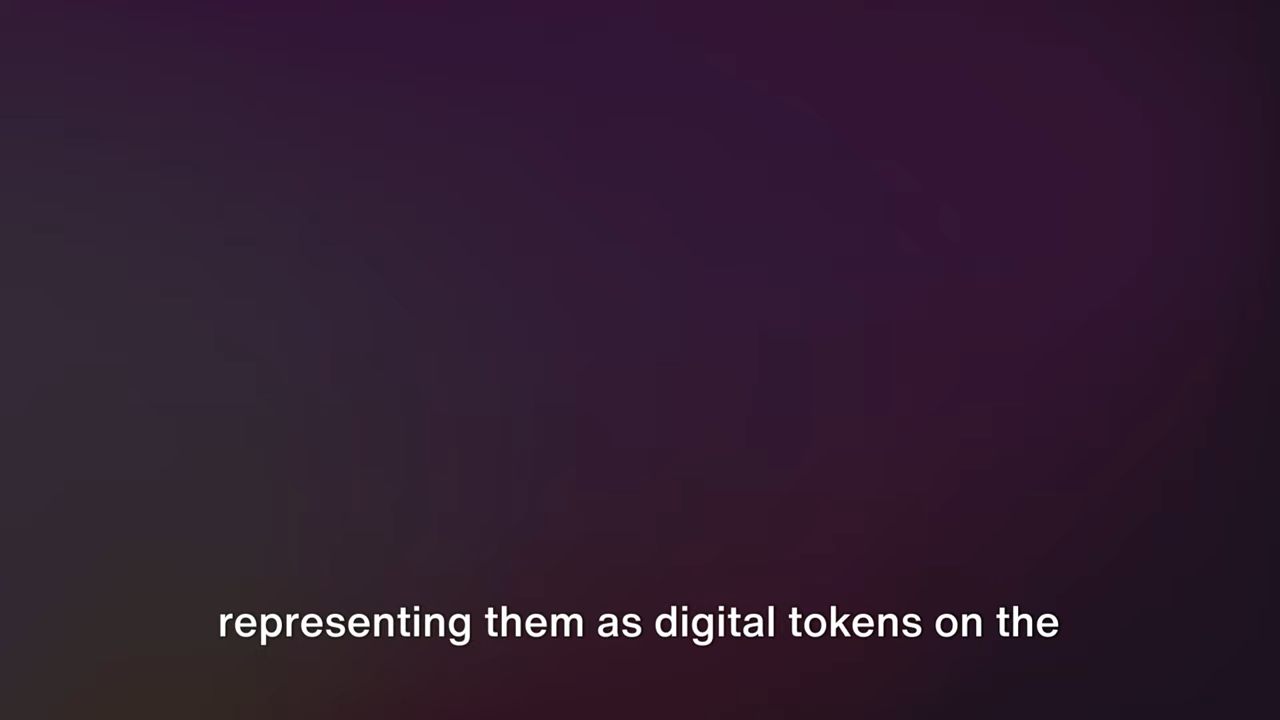 representing them as digital tokens on the